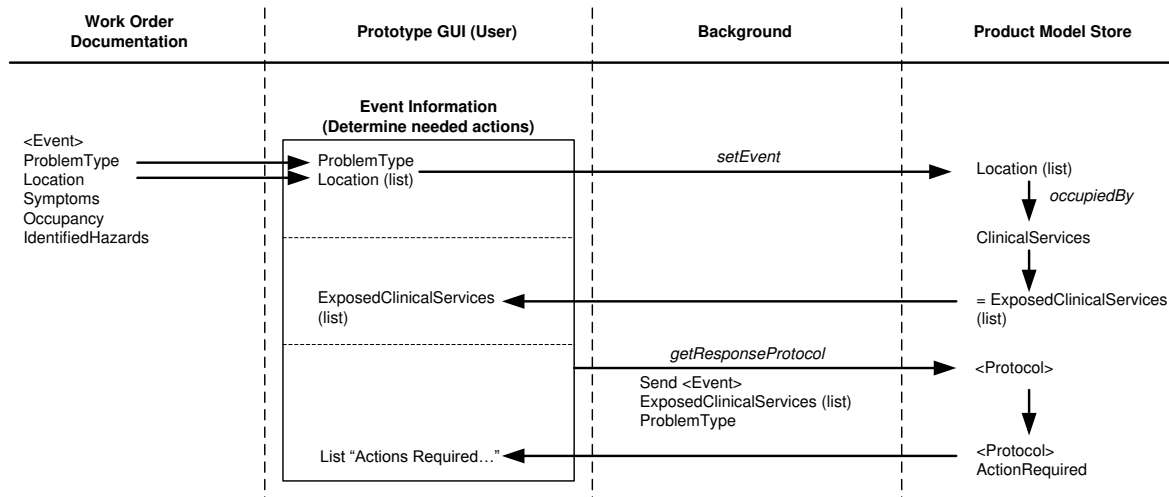 Work Order
Documentation
Prototype GUI (User)
Background
Product Model Store
Event Information
(Determine needed actions)
<Event>
ProblemType
Location
Symptoms
Occupancy
IdentifiedHazards
ProblemType
Location (list)
setEvent
Location (list)
occupiedBy
ClinicalServices
ExposedClinicalServices
(list)
= ExposedClinicalServices
(list)
getResponseProtocol
Send <Event>
ExposedClinicalServices (list)
ProblemType
<Protocol>
List “Actions Required…”
<Protocol>
ActionRequired